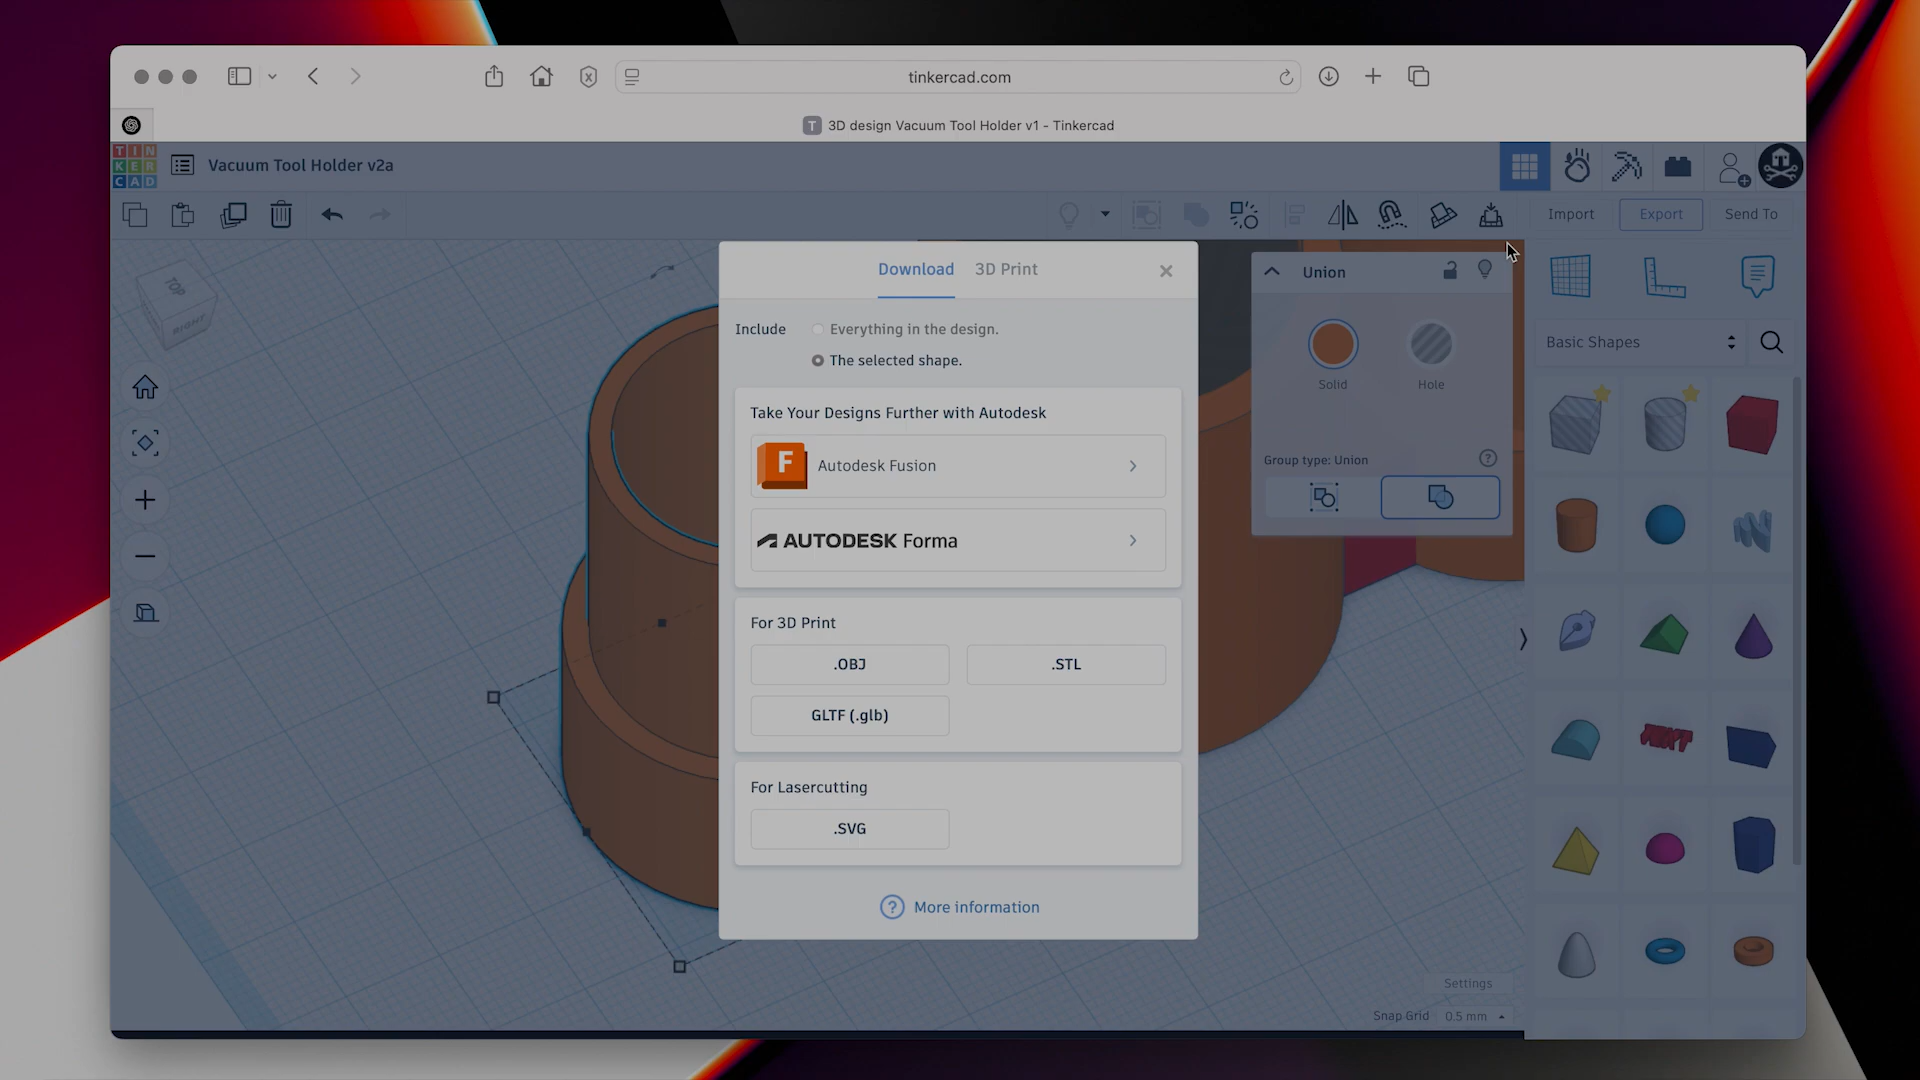 tinkercad.com
T 3D design Vacuum Tool Holder v1 - Tinkercad
TIN
KER
CAD
Vacuum Tool Holder v2a
Import
Export
Send To
TOP
RIGHT
Download
3D Print
Include
Everything in the design.
The selected shape.
Take Your Designs Further with Autodesk
F
Autodesk Fusion
AUTODESK Forma
For 3D Print
.OBJ
.STL
GLTF (.glb)
For Lasercutting
.SVG
? More information
Union
Solid
Hole
Group type: Union
?
Basic Shapes
TEXT
Settings
Snap Grid 0.5 mm